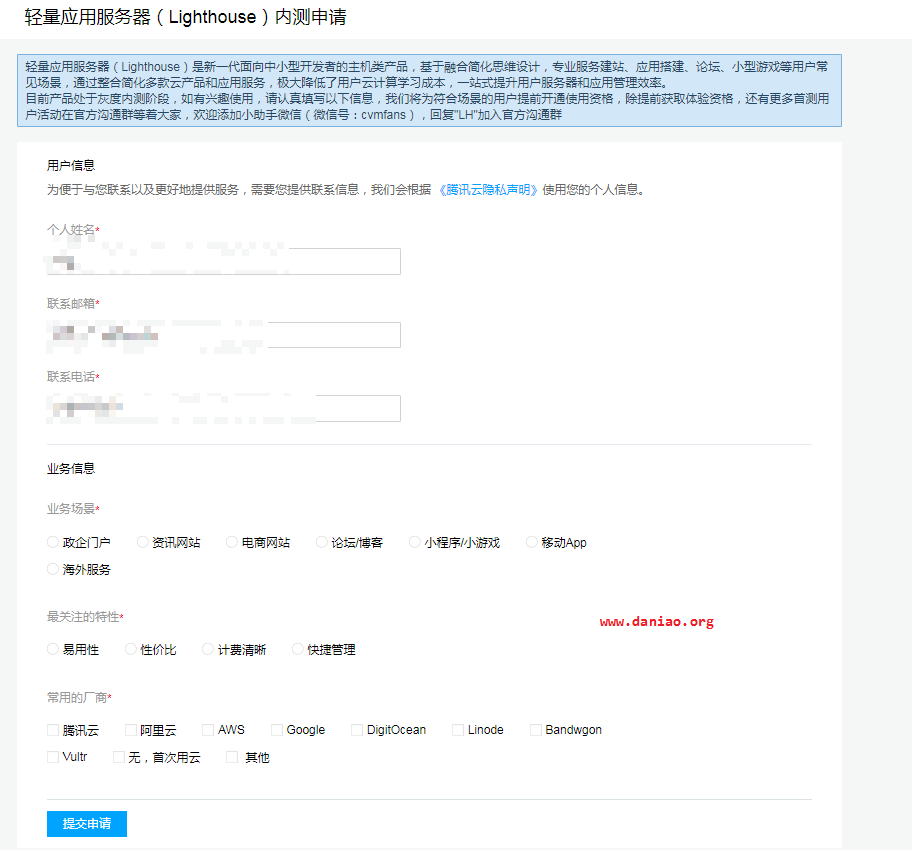 轻量应用服务器（Lighthouse）内测申请
轻量应用服务器（Lighthouse）是新一代面向中小型开发者的主机类产品，基于融合简化思维设计，专业服务建站、应用搭建、论坛、小型游戏等用户常
见场景，通过整合简化多款云产品和应用服务，极大降低了用户云计算学习成本，一站式提升用户服务器和应用管理效率。
目前产品处于灰度内测阶段，如有兴趣使用，请认真填写以下信息，我们将为符合场景的用户提前开通使用资格，除提前获取体验资格，还有更多首测用
户活动在官方沟通群等着大家，欢迎添加小助手微信（微信号：cvmfans），回复"LH"加入官方沟通群
用户信息
为便于与您联系以及更好地提供服务，需要您提供联系信息，我们会根据 《腾讯云隐私声明》使用您的个人信息。
个人姓名*
联系邮箱*
联系电话*
业务信息
业务场景*
政企门户 资讯网站 电商网站 论坛/博客 小程序/小游戏 移动App
海外服务
最关注的特性*
www.daniao.org
易用性 性价比 计费清晰 快捷管理
常用的厂商*
腾讯云 阿里云 AWS Google DigitOcean Linode Bandwgon
Vultr 无，首次用云 其他
提交申请